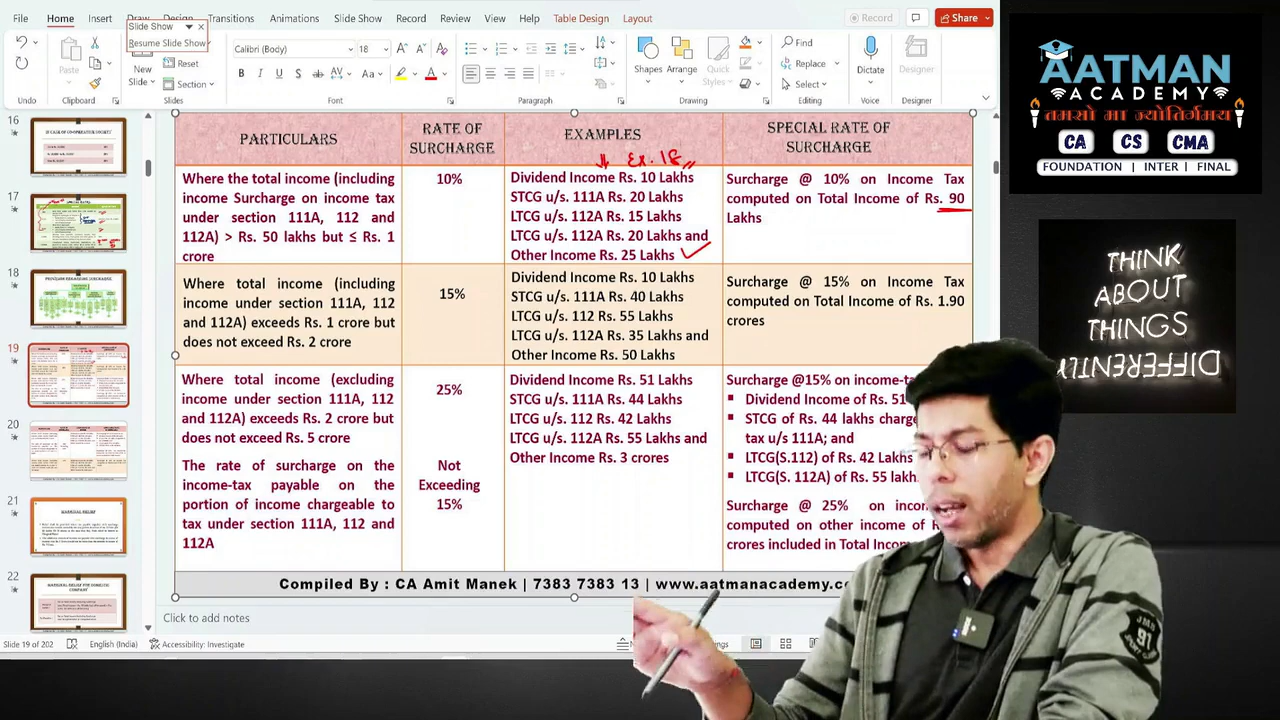 File Home Insert Draw Design Transitions Animations Slide Show Record Review View Help Table Design Layout
Record
Share
Slide Show
Resume Slide Show
Paste
New
Slide
Reset
Section
Calibri (Body)
18
Aa
Shapes Arrange Quick
Styles
Find
Replace
Select
Dictate
Designer
Undo Clipboard Slides Font Paragraph Drawing Editing Voice Designer
16
17
18
19
20
21
22
PARTICULARS
RATE OF
SURCHARGE
EXAMPLES
Ex. 18
SPECIAL RATE OF
SURCHARGE
Where the total income (including
income Surcharge on income tax
under section 111A, 112 and
112A) > Rs. 50 lakhs but ≤ Rs. 1
crore
10%
Dividend Income Rs. 10 Lakhs
STCG u/s. 111A Rs. 20 Lakhs
LTCG u/s. 112A Rs. 15 Lakhs
LTCG u/s. 112A Rs. 20 Lakhs and
Other Income Rs. 25 Lakhs
Surcharge @ 10% on Income Tax
computed on Total Income of Rs. 90
Lakhs
Where total income (including
income under section 111A, 112
and 112A) exceeds Rs. 1 crore but
does not exceed Rs. 2 crore
15%
Dividend Income Rs. 10 Lakhs
STCG u/s. 111A Rs. 40 Lakhs
LTCG u/s. 112 Rs. 55 Lakhs
LTCG u/s. 112A Rs. 35 Lakhs and
Other Income Rs. 50 Lakhs
Surcharge @ 15% on Income Tax
computed on Total Income of Rs. 1.90
crores
Where total income (excluding
income under section 111A, 112
and 112A) exceeds Rs. 2 crore but
not exceed Rs. 5 crore
The rate of surcharge on the
income-tax payable on the
portion of income chargeable to
tax under section 111A, 112 and
112A
25%
Not
Exceeding
15%
Dividend Income Rs. 51 Lakhs
STCG u/s. 111A Rs. 44 Lakhs
LTCG u/s. 112 Rs. 42 Lakhs
LTCG u/s. 112A Rs. 55 Lakhs and
Other income Rs. 3 crores
Surcharge @15% on income-
Dividend Income of Rs. 51
STCG of Rs. 44 lakhs
tax u/s. 111A; and
LTCG(S.112) of Rs. 42 Lakhs
LTCG(S. 112A) of Rs. 55 lakh
Surcharge @ 25% on
computed on other income of
crore included in Total
Compiled By : CA Amit 7383 7383 13 | www.
Click to add notes
Slide 19 of 202 English (India) Accessibility: Investigate
AATMAN
ACADEMY
तमसो मा ज्योतिर्गमय
CA CS CMA
FOUNDATION | INTER | FINAL
THINK
ABOUT
THINGS
DIFFERENTLY